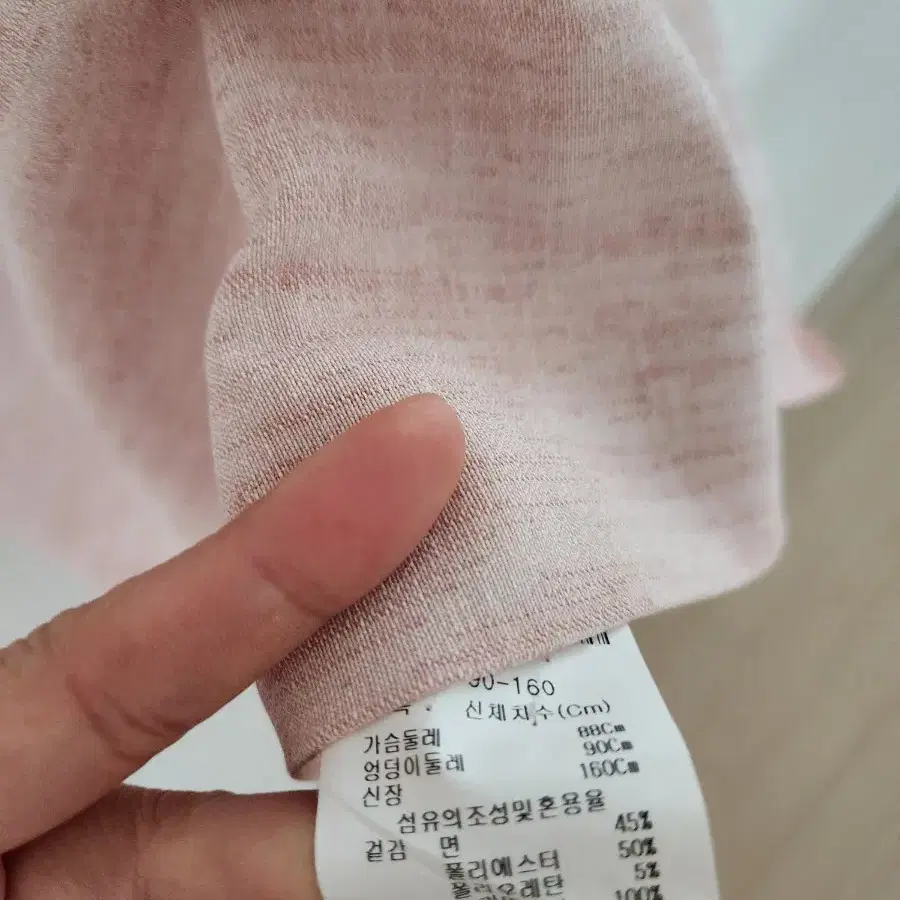 90-160
신체치수(Cm)
가슴둘레 88Cm
엉덩이둘레 90Cm
신장 160Cm
섬유의조성및혼용율
겉감 면 45%
폴리에스터 50%
폴리우레탄 5%
100%